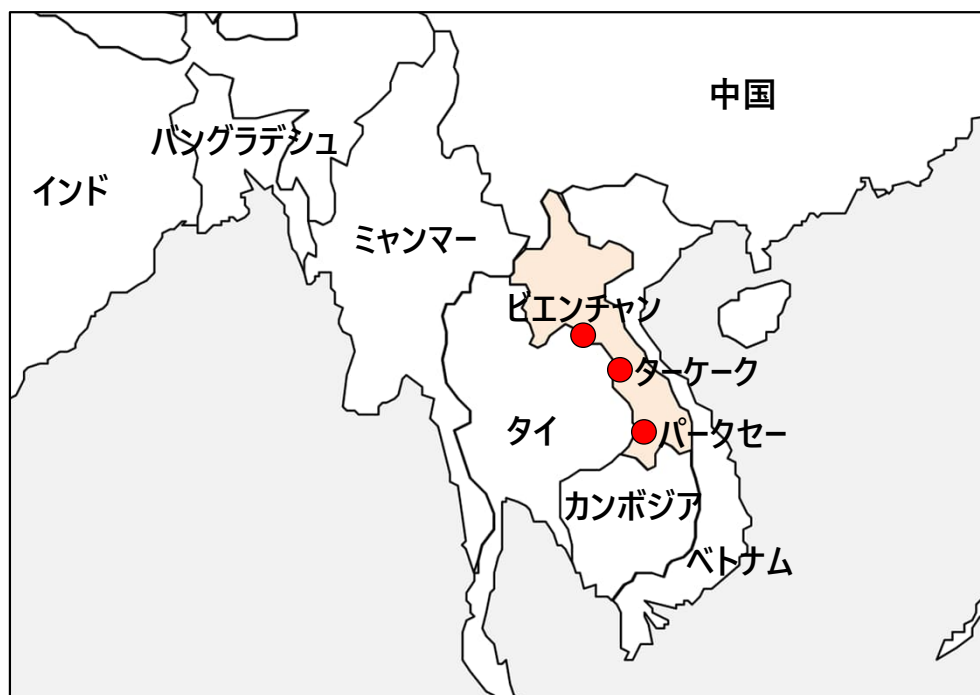 中国
バングラデシュ
インド
ミャンマー
ビエンチャン
ターケーク
タイ
パークセー
カンボジア
ベトナム